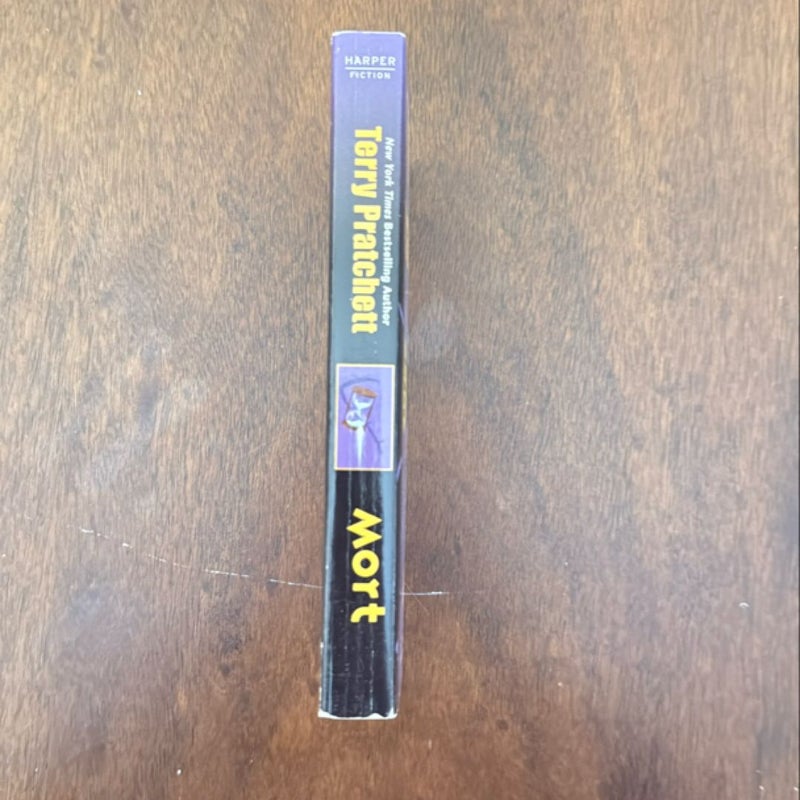 HARPER
FICTION
New York Times Bestselling Author
Terry Pratchett
Mort